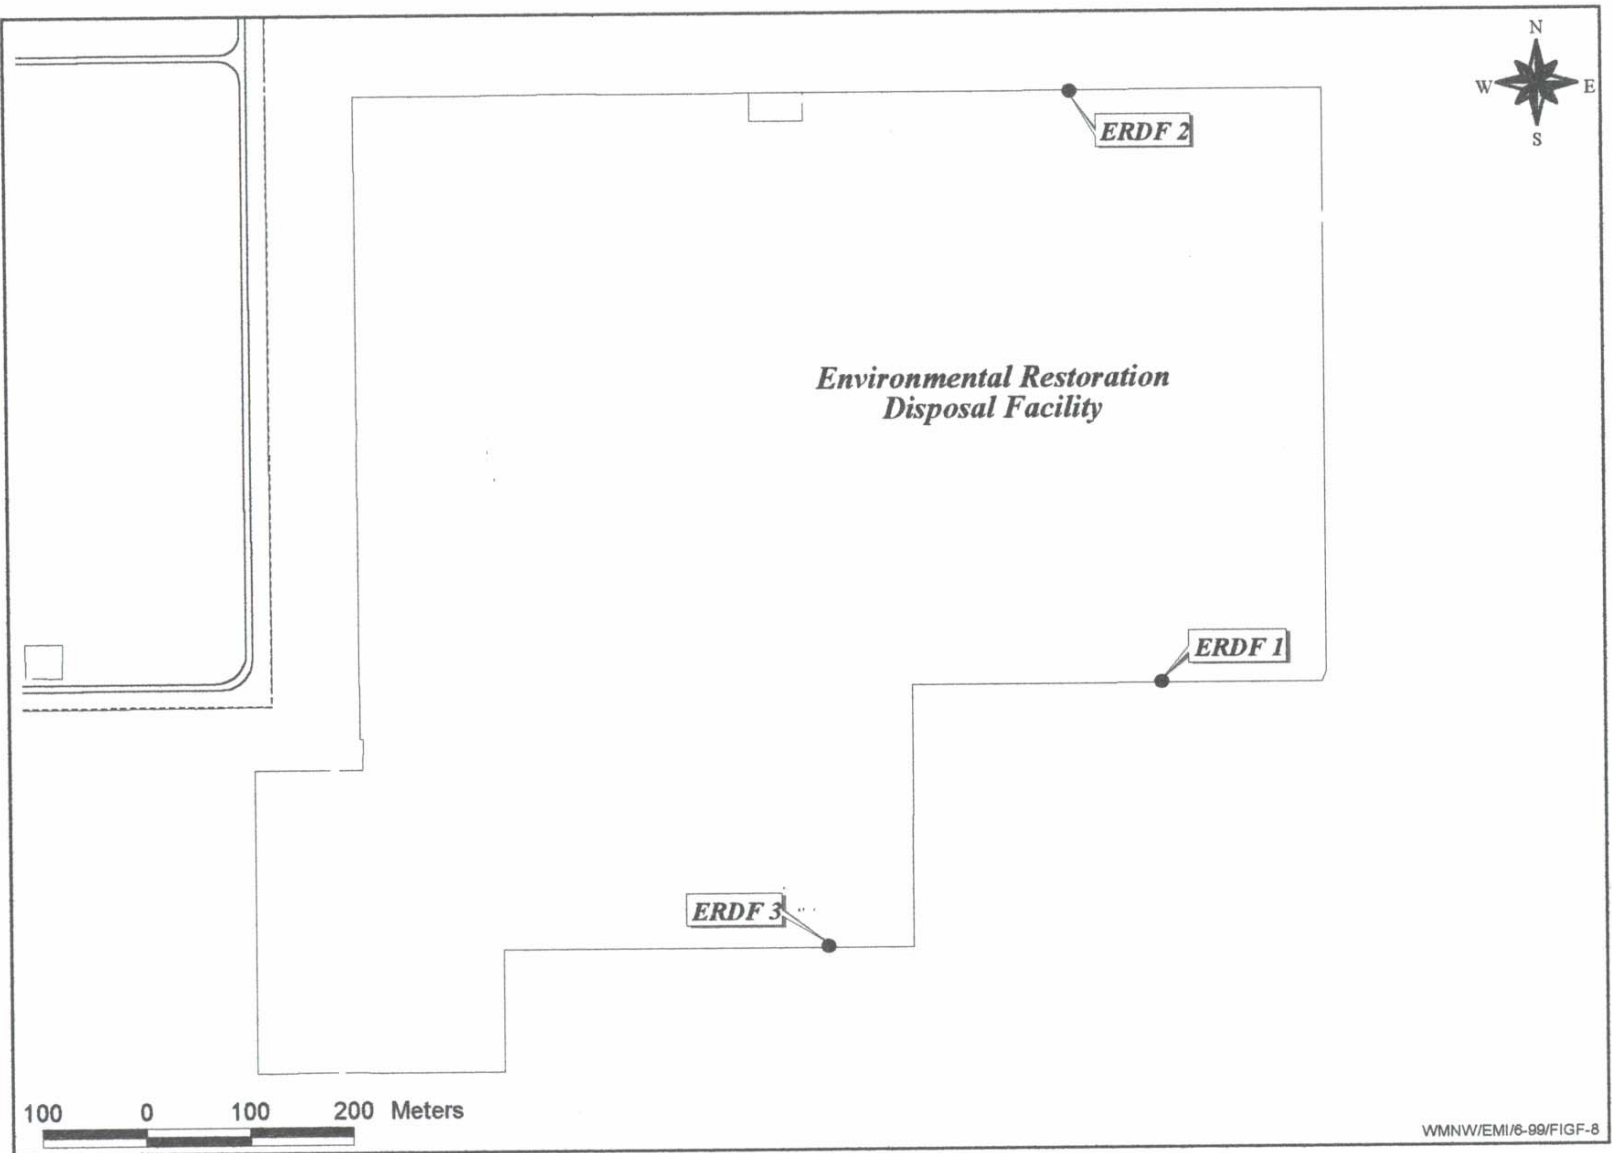 N
W E
S
ERDF 2
Environmental Restoration
Disposal Facility
ERDF 1
ERDF 3
100 0 100 200 Meters
WMNW/EMI/6-99/FIGF-8